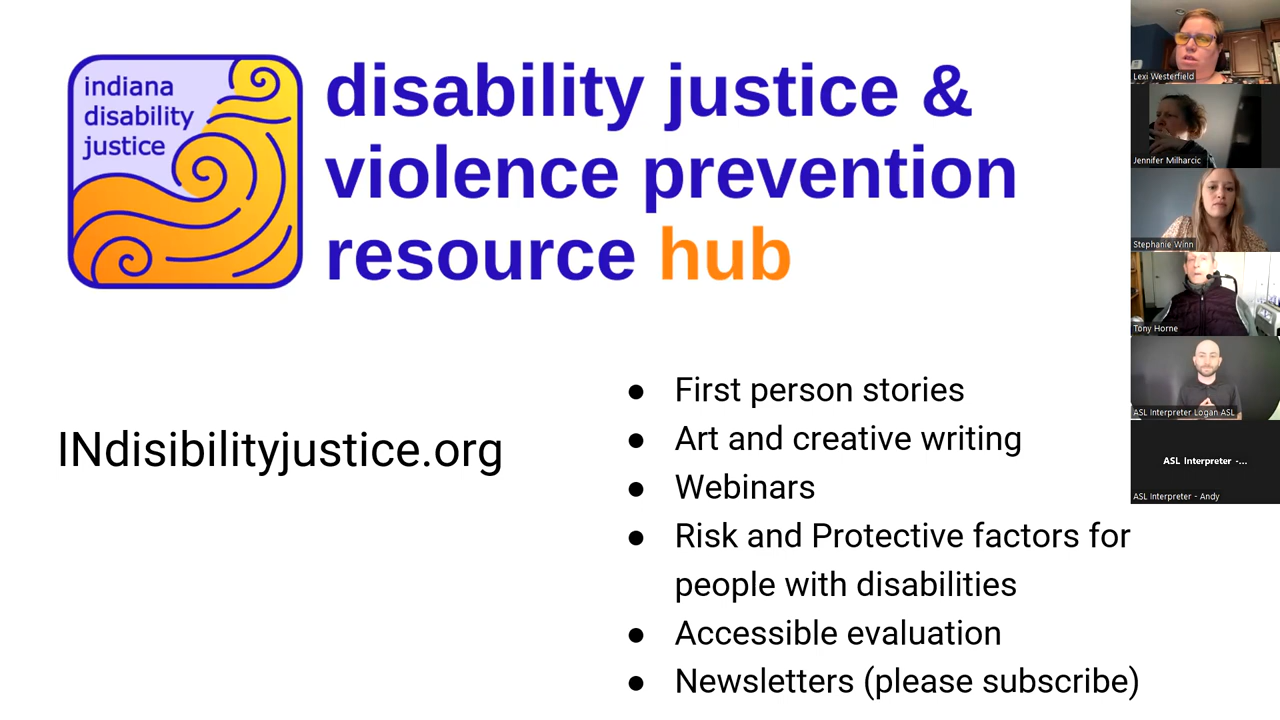 indiana
disability
justice
disability justice &
violence prevention
resource hub
INdisibilityjustice.org
● First person stories
● Art and creative writing
● Webinars
● Risk and Protective factors for
people with disabilities
● Accessible evaluation
● Newsletters (please subscribe)
Lexi Westerfield
Jennifer Milharcic
Stephanie Winn
Tony Horne
ASL Interpreter Logan ASL
ASL Interpreter -...
ASL Interpreter - Andy